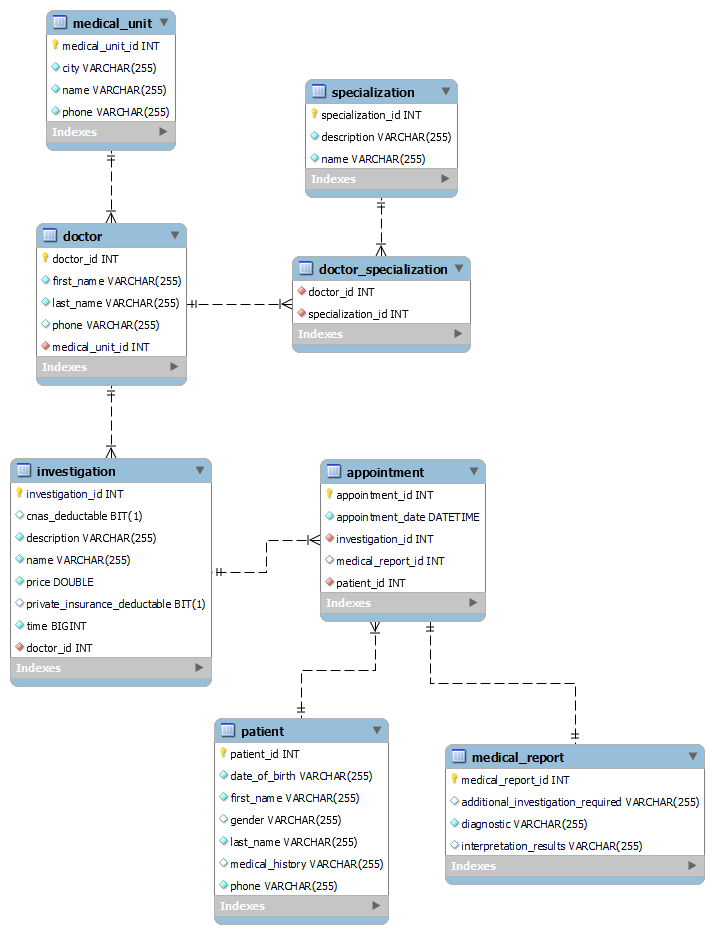 medical_unit
medical_unit_id INT
city VARCHAR(255)
name VARCHAR(255)
phone VARCHAR(255)
Indexes
specialization
specialization_id INT
description VARCHAR(255)
name VARCHAR(255)
Indexes
doctor
doctor_id INT
first_name VARCHAR(255)
last_name VARCHAR(255)
phone VARCHAR(255)
medical_unit_id INT
Indexes
doctor_specialization
doctor_id INT
specialization_id INT
Indexes
investigation
investigation_id INT
cnas_deductable BIT(1)
description VARCHAR(255)
name VARCHAR(255)
price DOUBLE
private_insurance_deductable BIT(1)
time BIGINT
doctor_id INT
Indexes
appointment
appointment_id INT
appointment_date DATETIME
investigation_id INT
medical_report_id INT
patient_id INT
Indexes
patient
patient_id INT
date_of_birth VARCHAR(255)
first_name VARCHAR(255)
gender VARCHAR(255)
last_name VARCHAR(255)
medical_history VARCHAR(255)
phone VARCHAR(255)
Indexes
medical_report
medical_report_id INT
additional_investigation_required VARCHAR(255)
diagnostic VARCHAR(255)
interpretation_results VARCHAR(255)
Indexes